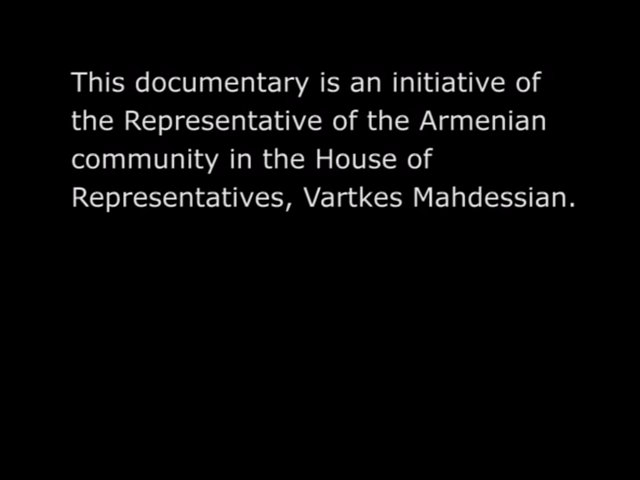 This documentary is an initiative of
the Representative of the Armenian
community in the House of
Representatives, Vartkes Mahdessian.